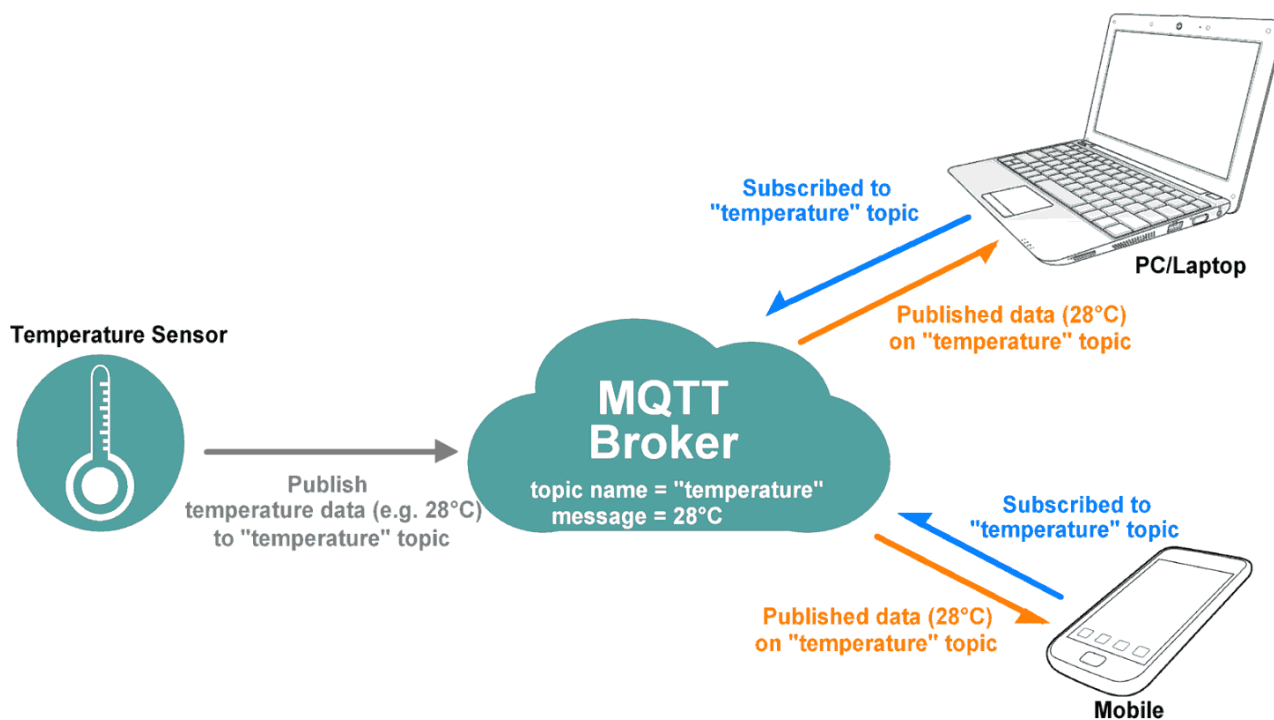 Temperature Sensor
Publish
temperature data (e.g. 28°C)
to "temperature" topic
MQTT
Broker
topic name = "temperature"
message = 28°C
Subscribed to
"temperature" topic
PC/Laptop
Published data (28°C)
on "temperature" topic
Subscribed to
"temperature" topic
Published data (28°C)
on "temperature" topic
Mobile